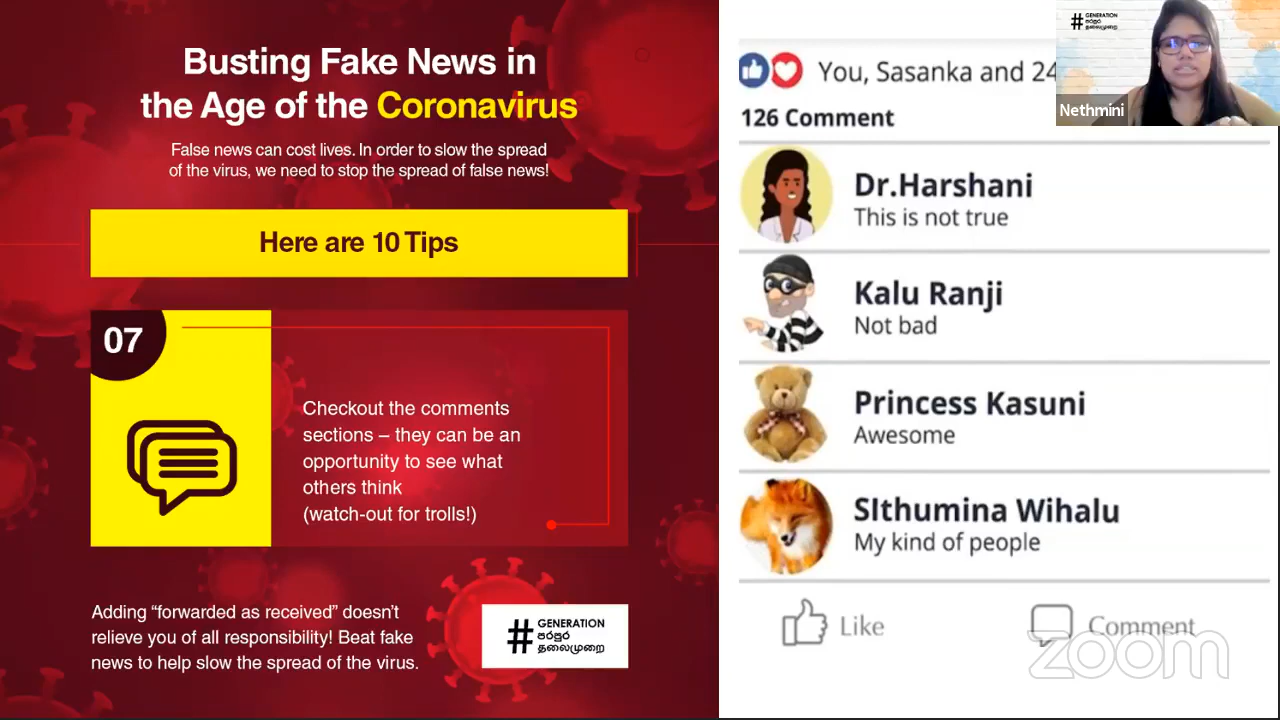 Busting Fake News in
the Age of the Coronavirus
False news can cost lives. In order to slow the spread
of the virus, we need to stop the spread of false news!
Here are 10 Tips
07
Checkout the comments
sections – they can be an
opportunity to see what
others think
(watch-out for trolls!)
Adding “forwarded as received” doesn’t
relieve you of all responsibility! Beat fake
news to help slow the spread of the virus.
# GENERATION
පරපුර
தலைமுறை
You, Sasanka and 24
126 Comment
Dr.Harshani
This is not true
Kalu Ranji
Not bad
Princess Kasuni
Awesome
SIthumina Wihalu
My kind of people
Like
Comment
# GENERATION
පරපුර
தலைமுறை
Nethmini
zoom